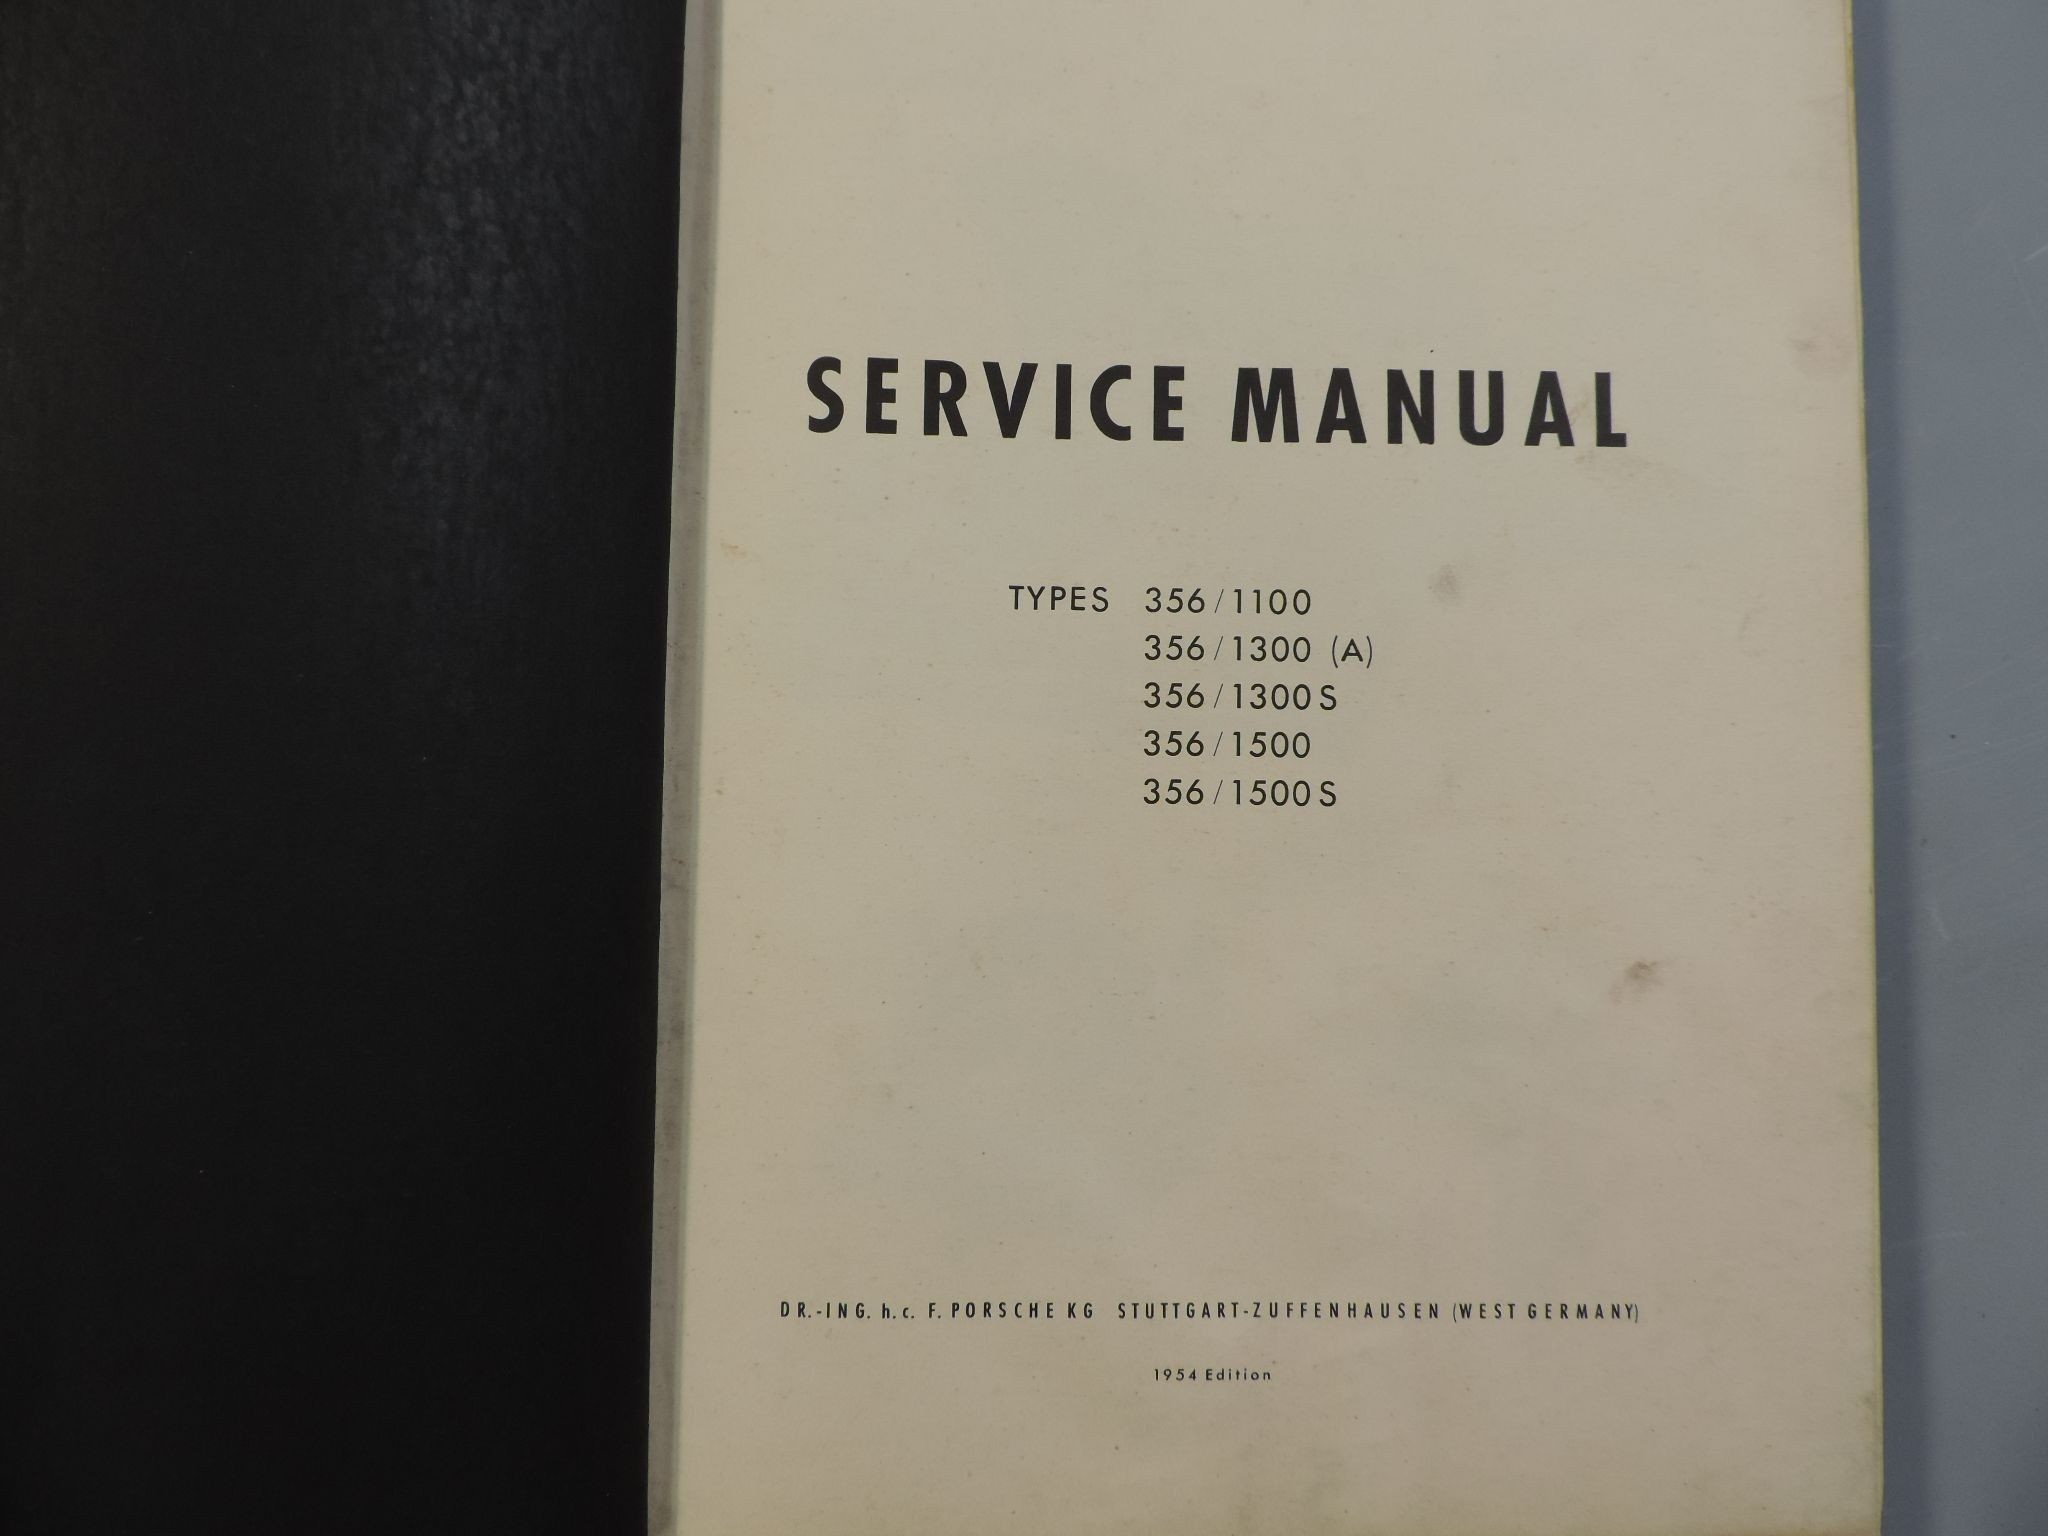 SERVICE MANUAL
TYPES 356/1100
356/1300 (A)
356/1300 S
356/1500
356/1500 S
DR.-ING. h. c. F. PORSCHE KG STUTTGART-ZUFFENHAUSEN (WEST GERMANY)
1954 Edition